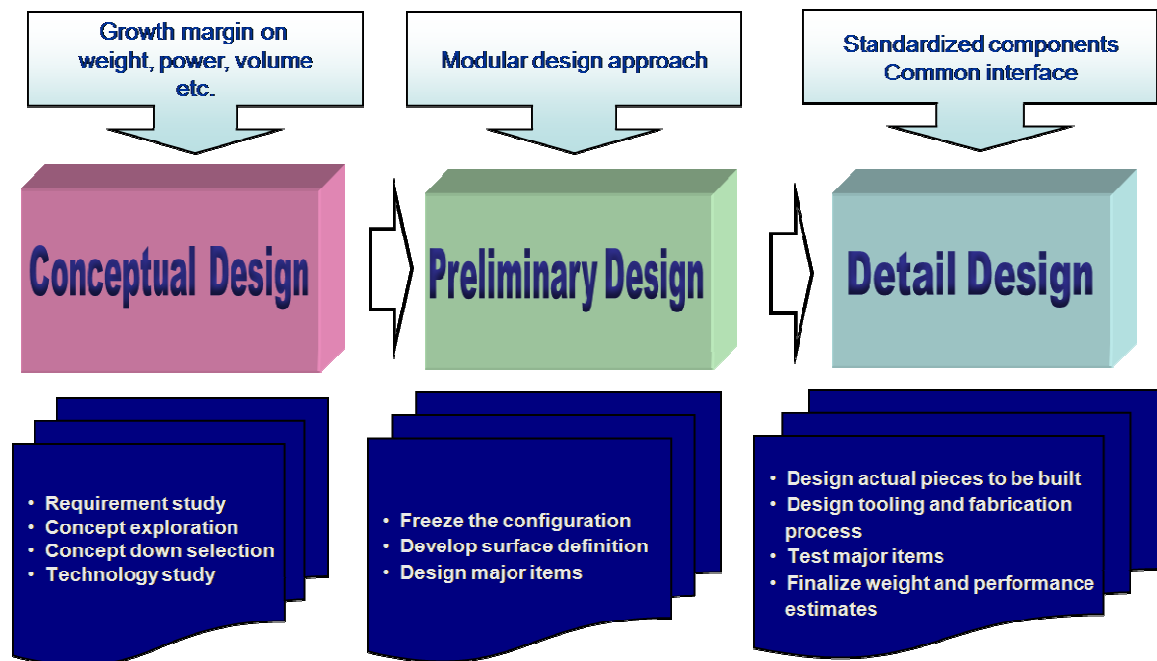 Growth margin on
weight, power, volume
etc.
Modular design approach
Standardized components
Common interface
Conceptual Design
Preliminary Design
Detail Design
• Requirement study
• Concept exploration
• Concept down selection
• Technology study
• Freeze the configuration
• Develop surface definition
• Design major items
• Design actual pieces to be built
• Design tooling and fabrication
process
• Test major items
• Finalize weight and performance
estimates